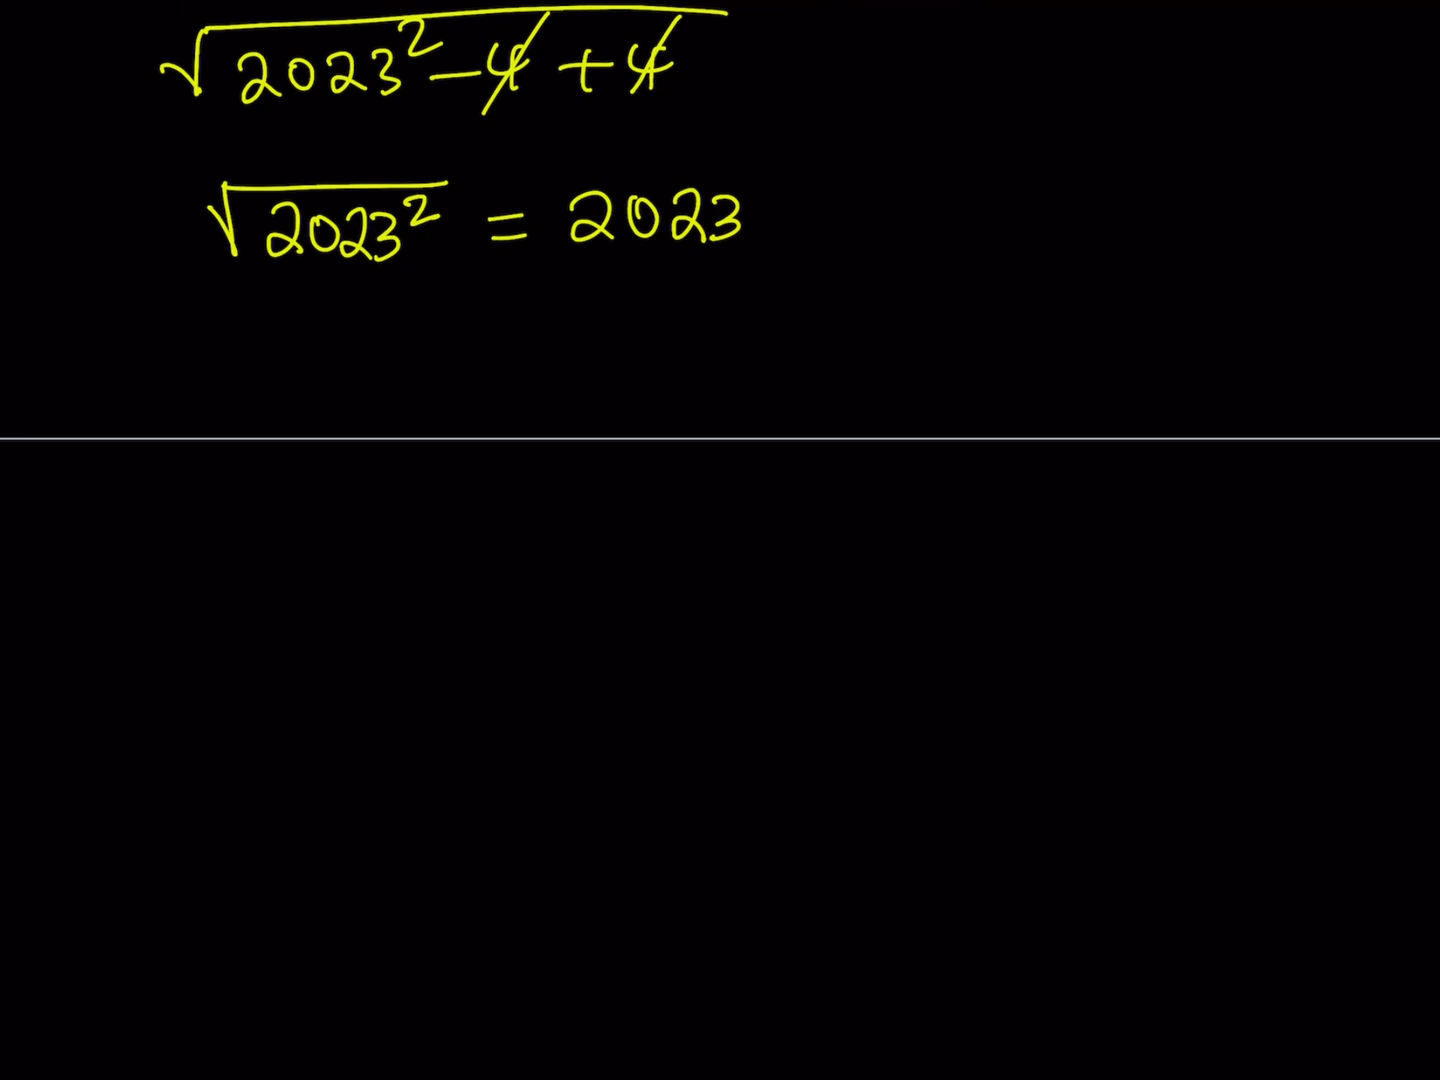 √2023² - 4 + 4
√2023² = 2023